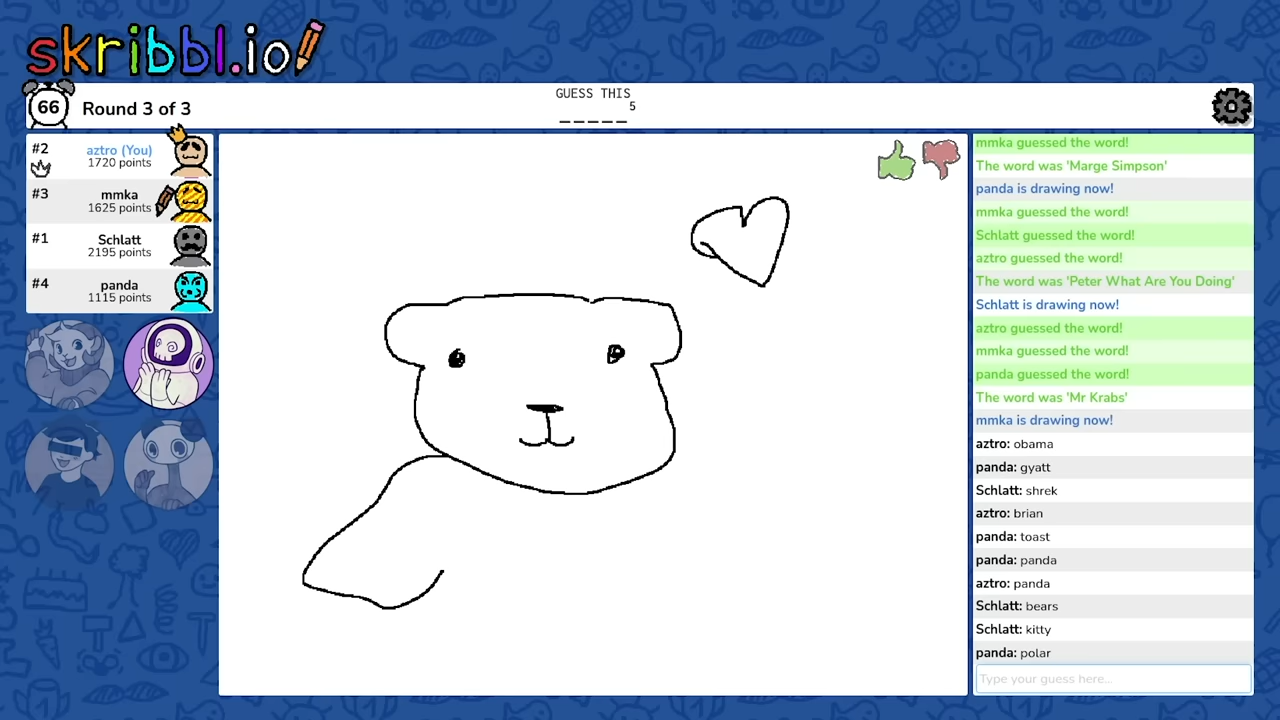 skribbl.io
66
Round 3 of 3
GUESS THIS
5
_ _ _ _ _
#2
aztro (You)
1720 points
#3
mmka
1625 points
#1
Schlatt
2195 points
#4
panda
1115 points
mmka guessed the word!
The word was 'Marge Simpson'
panda is drawing now!
mmka guessed the word!
Schlatt guessed the word!
aztro guessed the word!
The word was 'Peter What Are You Doing'
Schlatt is drawing now!
aztro guessed the word!
mmka guessed the word!
panda guessed the word!
The word was 'Mr Krabs'
mmka is drawing now!
aztro: obama
panda: gyatt
Schlatt: shrek
aztro: brian
panda: toast
panda: panda
aztro: panda
Schlatt: bears
Schlatt: kitty
panda: polar
Type your guess here...